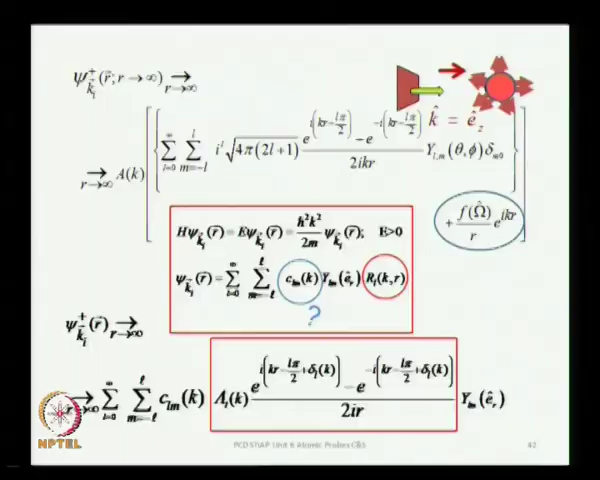 ψ⁺_{k⃗_i}(r⃗; r→∞) →_{r→∞}
k̂ = ê_z
→_{r→∞} A(k) [ { Σ_{l=0}^{∞} Σ_{m=-l}^{l} i^l √4π(2l+1) (e^{i(kr-lπ/2)} - e^{-i(kr-lπ/2)}) / 2ikr Y_{l,m}(θ,ϕ)δ_{m0} }
+ f(Ω̂)/r e^{ikr} ]
Hψ_{k⃗_i}(r⃗) = Eψ_{k⃗_i}(r⃗) = ħ²k²/2m ψ_{k⃗_i}(r⃗); E>0
ψ_{k⃗_i}(r⃗) = Σ_{l=0}^{∞} Σ_{m=-ℓ}^{ℓ} c_{lm}(k) Y_{lm}(ê_r) R_l(k,r)
?
ψ⁺_{k⃗_i}(r⃗) →_{r→∞}
→_{r→∞} Σ_{l=0}^{∞} Σ_{m=-ℓ}^{ℓ} c_{lm}(k) A_l(k) (e^{i(kr-lπ/2+δ_l(k))} - e^{-i(kr-lπ/2+δ_l(k))}) / 2ir Y_{lm}(ê_r)
NPTEL
PCD STiAP Unit 6 Atomic Probes Coll
42